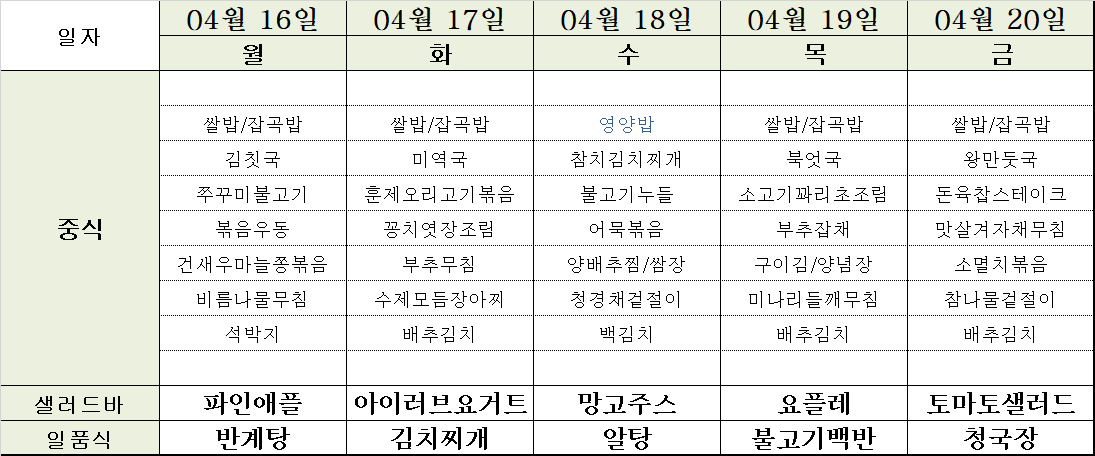 일자 04월 16일 04월 17일 04월 18일 04월 19일 04월 20일
월 화 수 목 금
중식
쌀밥/잡곡밥 쌀밥/잡곡밥 영양밥 쌀밥/잡곡밥 쌀밥/잡곡밥
김칫국 미역국 참치김치찌개 북엇국 왕만둣국
쭈꾸미불고기 훈제오리고기볶음 불고기누들 소고기꽈리초조림 돈육찹스테이크
볶음우동 꽁치엿장조림 어묵볶음 부추잡채 맛살겨자채무침
건새우마늘쫑볶음 부추무침 양배추찜/쌈장 구이김/양념장 소멸치볶음
비름나물무침 수제모듬장아찌 청경채겉절이 미나리들깨무침 참나물겉절이
석박지 배추김치 백김치 배추김치 배추김치
샐러드바 파인애플 아이러브요거트 망고주스 요플레 토마토샐러드
일품식 반계탕 김치찌개 알탕 불고기백반 청국장